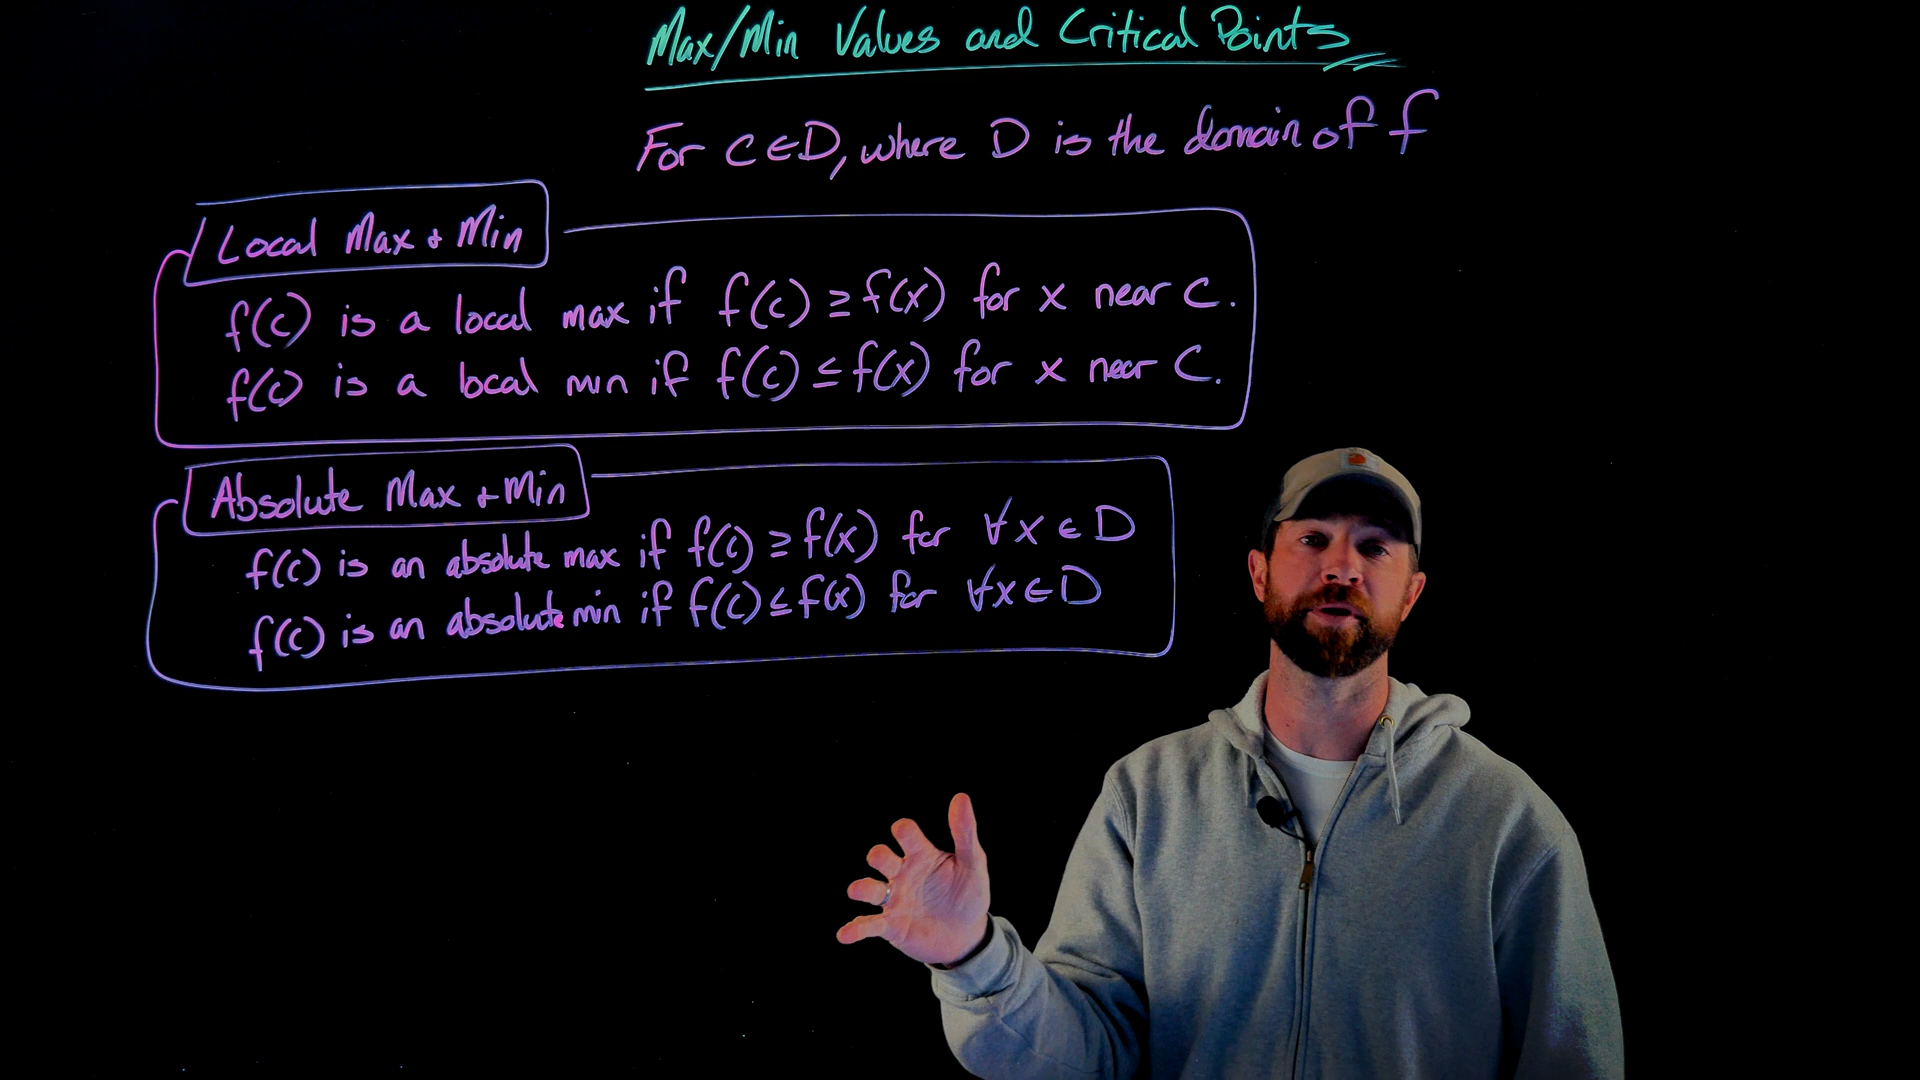 Max/Min Values and Critical Points
For c∈D, where D is the domain of f
Local Max & Min
f(c) is a local max if f(c) ≥ f(x) for x near c.
f(c) is a local min if f(c) ≤ f(x) for x near c.
Absolute Max & Min
f(c) is an absolute max if f(c) ≥ f(x) for ∀x∈D
f(c) is an absolute min if f(c) ≤ f(x) for ∀x∈D